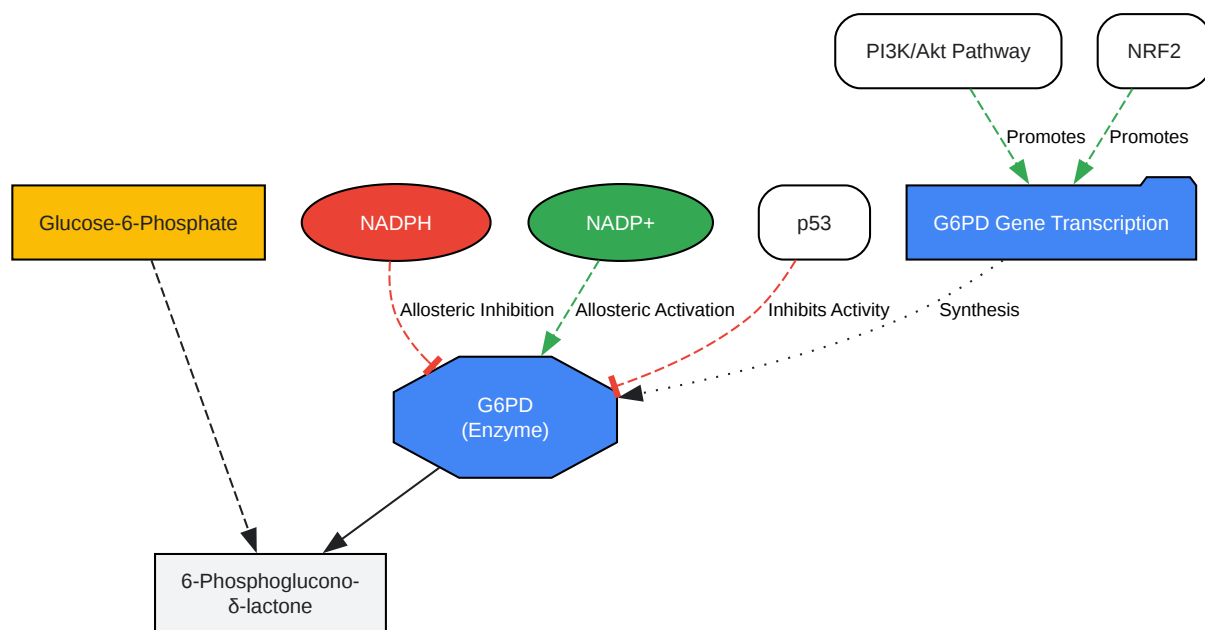 PI3K/Akt Pathway
NRF2
Promotes
Promotes
Glucose-6-Phosphate
NADPH
NADP+
p53
G6PD Gene Transcription
Allosteric Inhibition
Allosteric Activation
Inhibits Activity
Synthesis
G6PD
(Enzyme)
6-Phosphoglucono-
δ-lactone